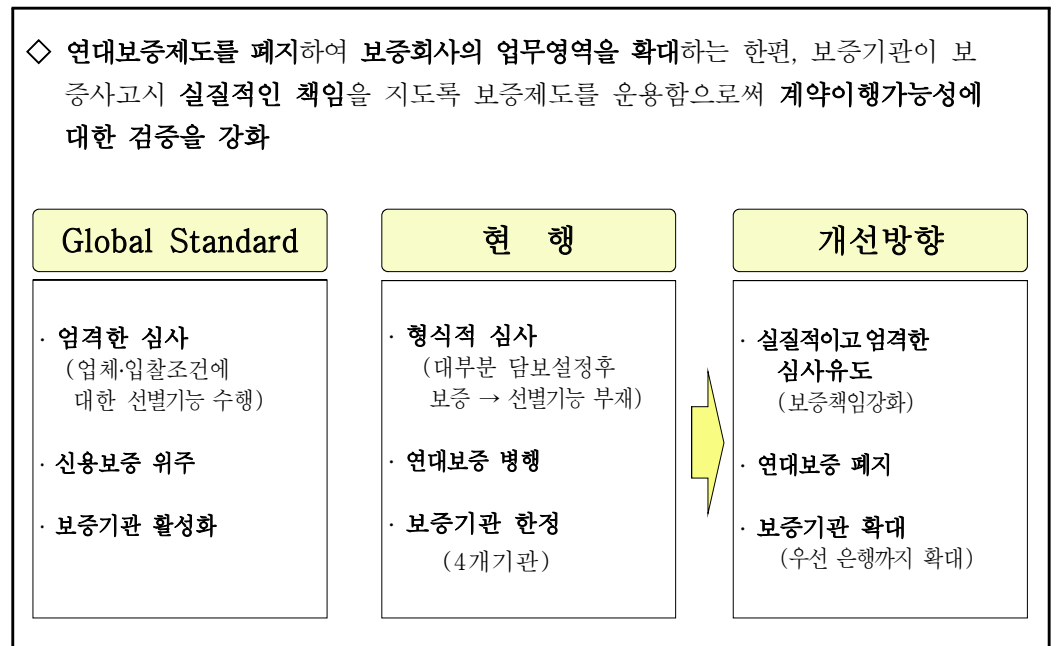 ◇ 연대보증제도를 폐지하여 보증회사의 업무영역을 확대하는 한편, 보증기관이 보
증사고시 실질적인 책임을 지도록 보증제도를 운용함으로써 계약이행가능성에
대한 검증을 강화
Global Standard
· 엄격한 심사
(업체·입찰조건에
대한 선별기능 수행)
· 신용보증 위주
· 보증기관 활성화
현 행
· 형식적 심사
(대부분 담보설정후
보증 → 선별기능 부재)
· 연대보증 병행
· 보증기관 한정
(4개기관)
개선방향
· 실질적이고 엄격한
심사유도
(보증책임강화)
· 연대보증 폐지
· 보증기관 확대
(우선 은행까지 확대)